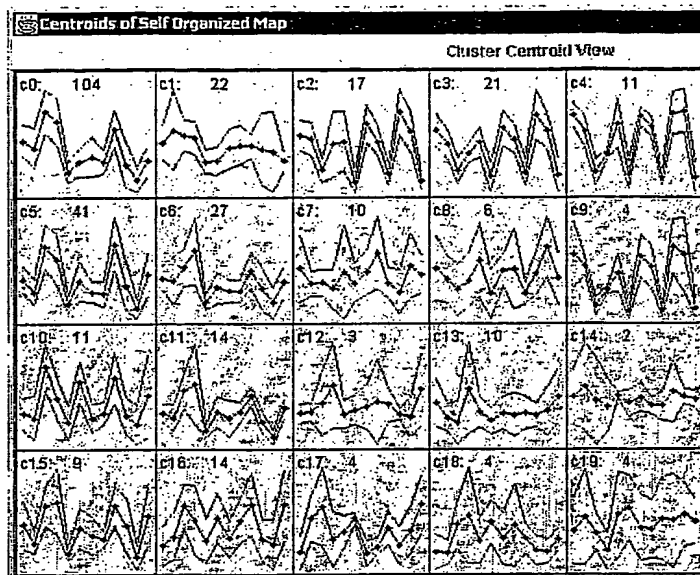 Centroids of Self Organized Map
Cluster Centroid View
c0: 104 c1: 22 c2: 17 c3: 21 c4: 11
c5: 41 c6: 27 c7: 10 c8: 6 c9: 4
c10: 11 c11: 14 c12: 3 c13: 10 c14: 2
c15: 9 c16: 14 c17: 4 c18: 4 c19: 4